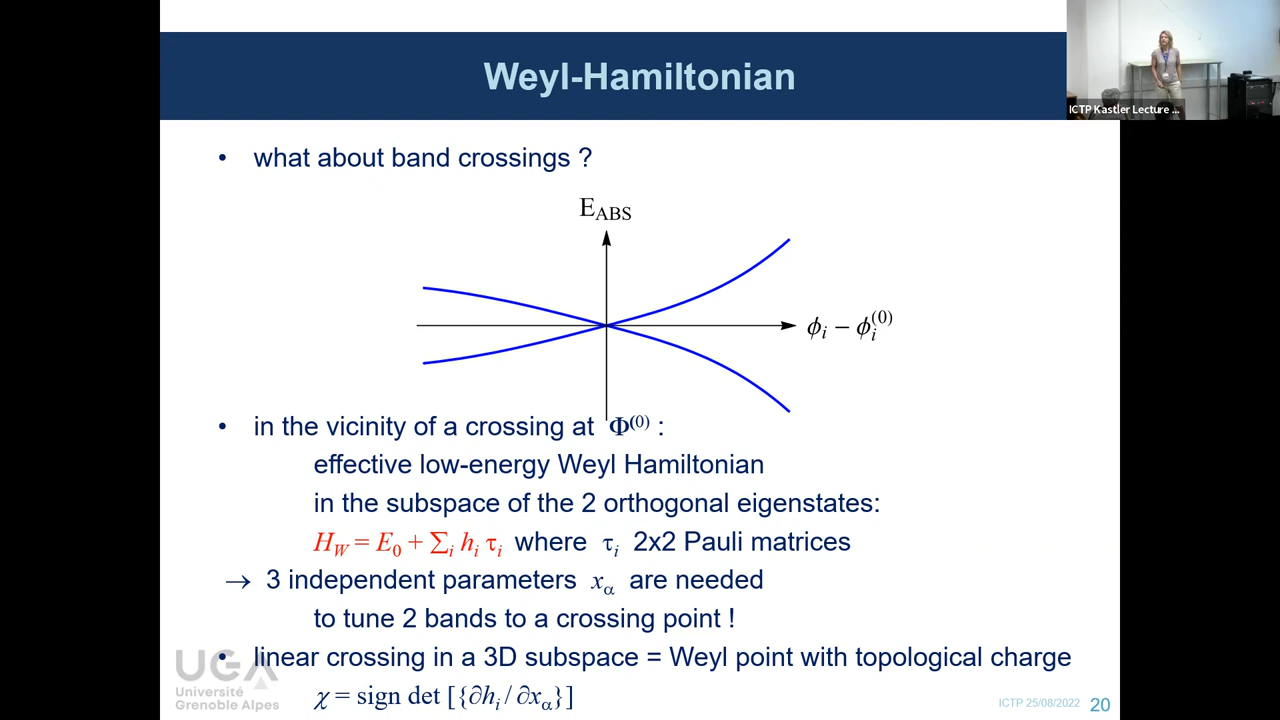 Weyl-Hamiltonian
ICTP Kastler Lecture ...
• what about band crossings ?
E_ABS
ϕ_i − ϕ_i^(0)
• in the vicinity of a crossing at Φ^(0) :
effective low-energy Weyl Hamiltonian
in the subspace of the 2 orthogonal eigenstates:
H_W = E_0 + ∑_i h_i τ_i where τ_i 2x2 Pauli matrices
→ 3 independent parameters x_α are needed
to tune 2 bands to a crossing point !
• linear crossing in a 3D subspace = Weyl point with topological charge
χ = sign det [{∂h_i / ∂x_α}]
UGA
Université
Grenoble Alpes
ICTP 25/08/2022 20